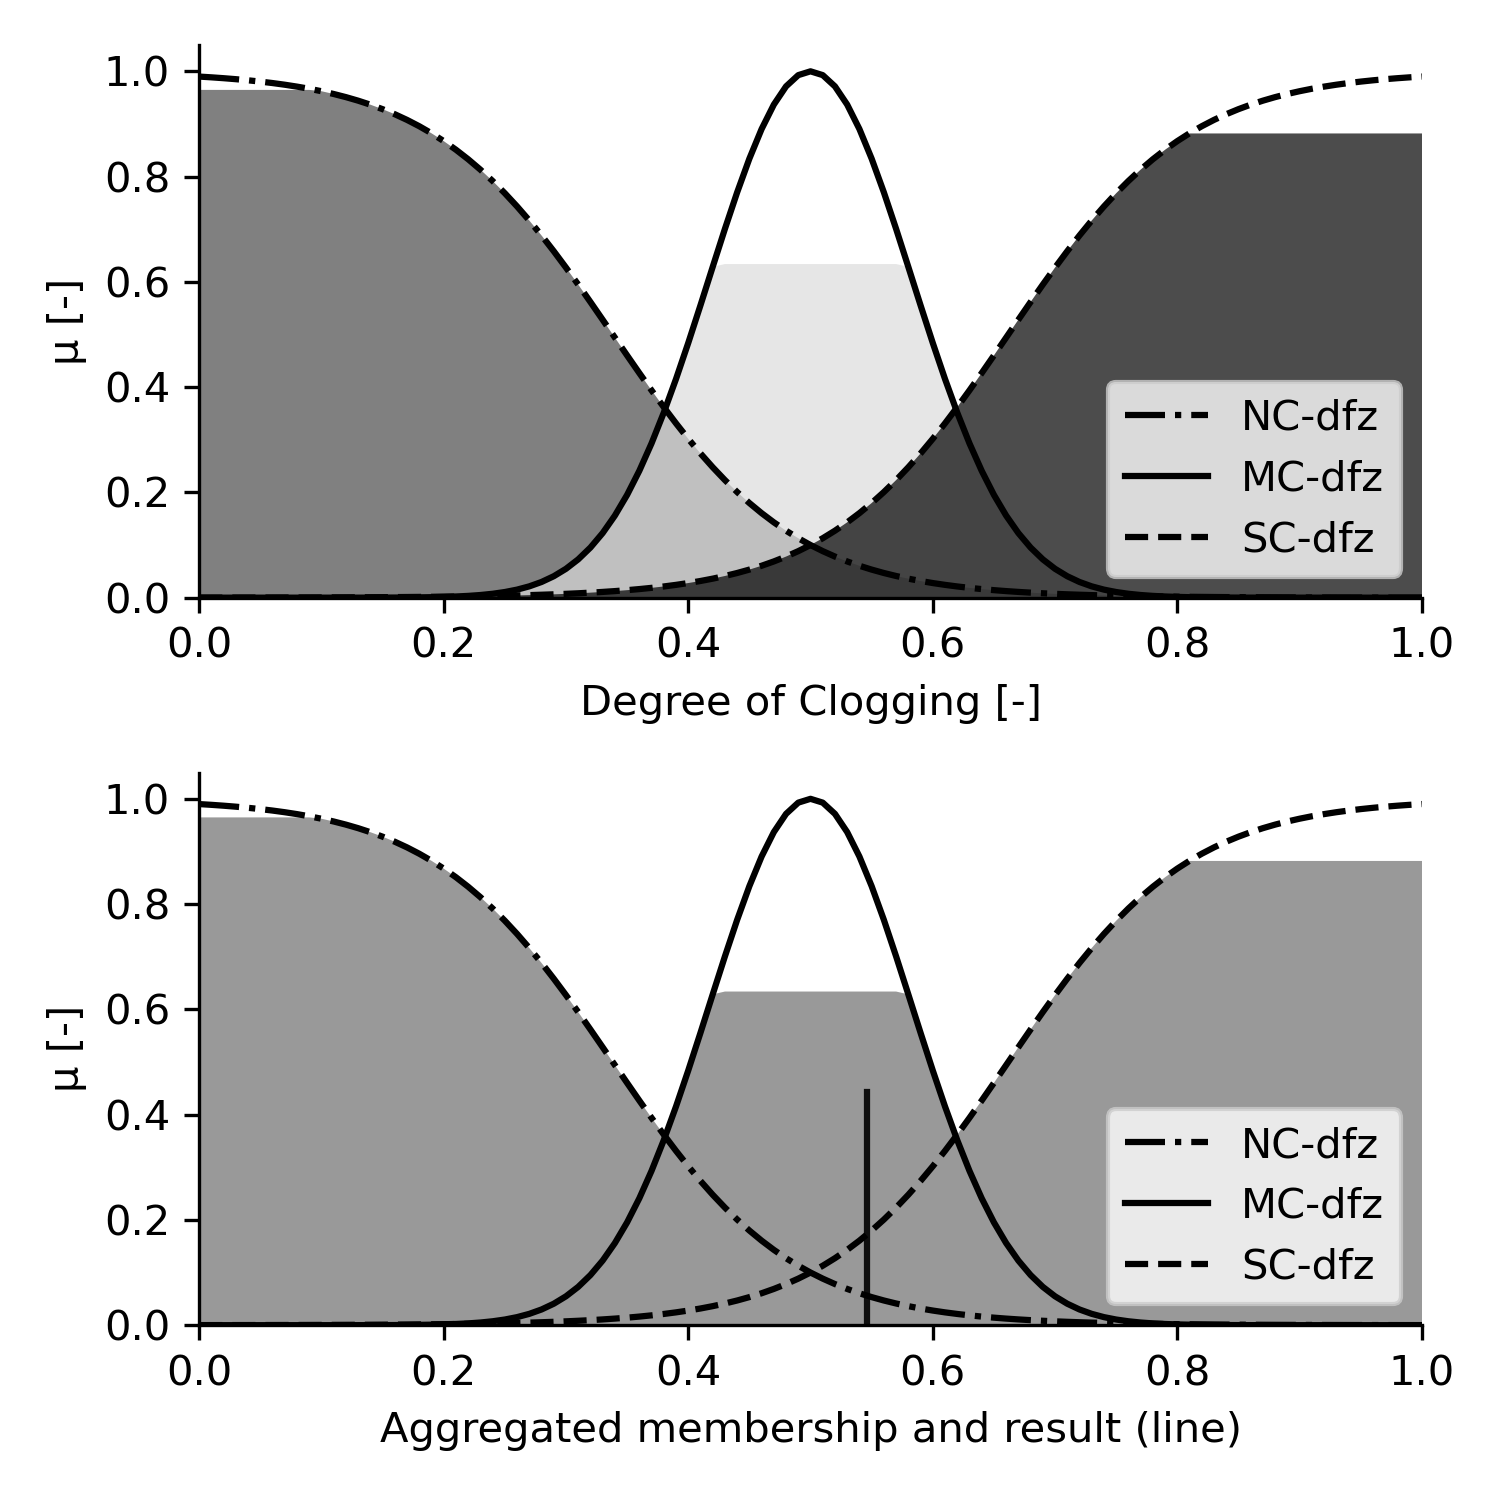 1.0
0.8
0.6
0.4
0.2
0.0
μ [-]
0.0 0.2 0.4 0.6 0.8 1.0
Degree of Clogging [-]
NC-dfz
MC-dfz
SC-dfz
1.0
0.8
0.6
0.4
0.2
0.0
μ [-]
0.0 0.2 0.4 0.6 0.8 1.0
Aggregated membership and result (line)
NC-dfz
MC-dfz
SC-dfz